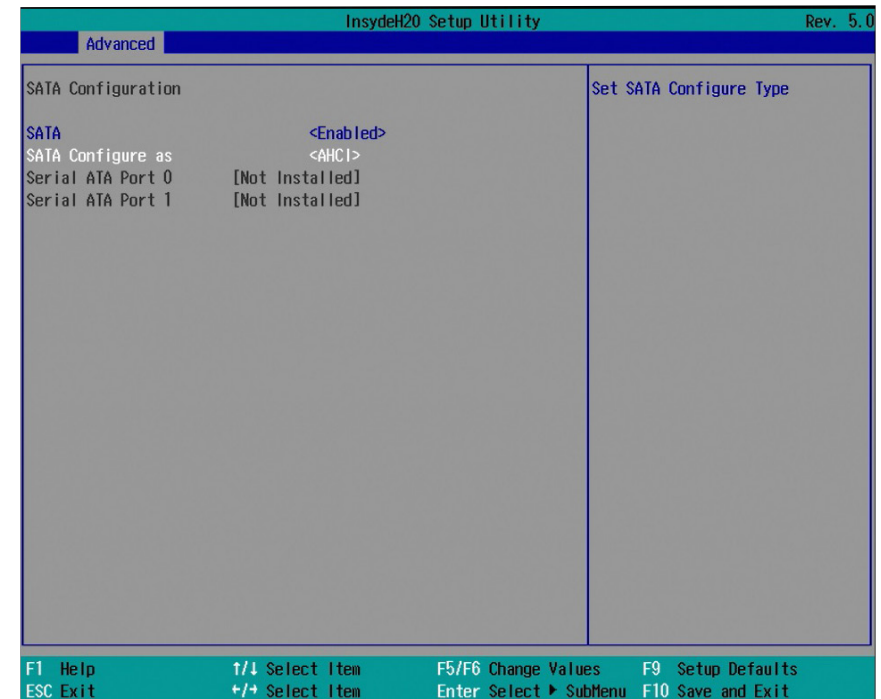 InsydeH20 Setup Utility Rev. 5.0
Advanced
SATA Configuration
Set SATA Configure Type
SATA <Enabled>
SATA Configure as <AHCI>
Serial ATA Port 0 [Not Installed]
Serial ATA Port 1 [Not Installed]
F1 Help ↑/↓ Select Item F5/F6 Change Values F9 Setup Defaults
ESC Exit ←/→ Select Item Enter Select ▶ SubMenu F10 Save and Exit